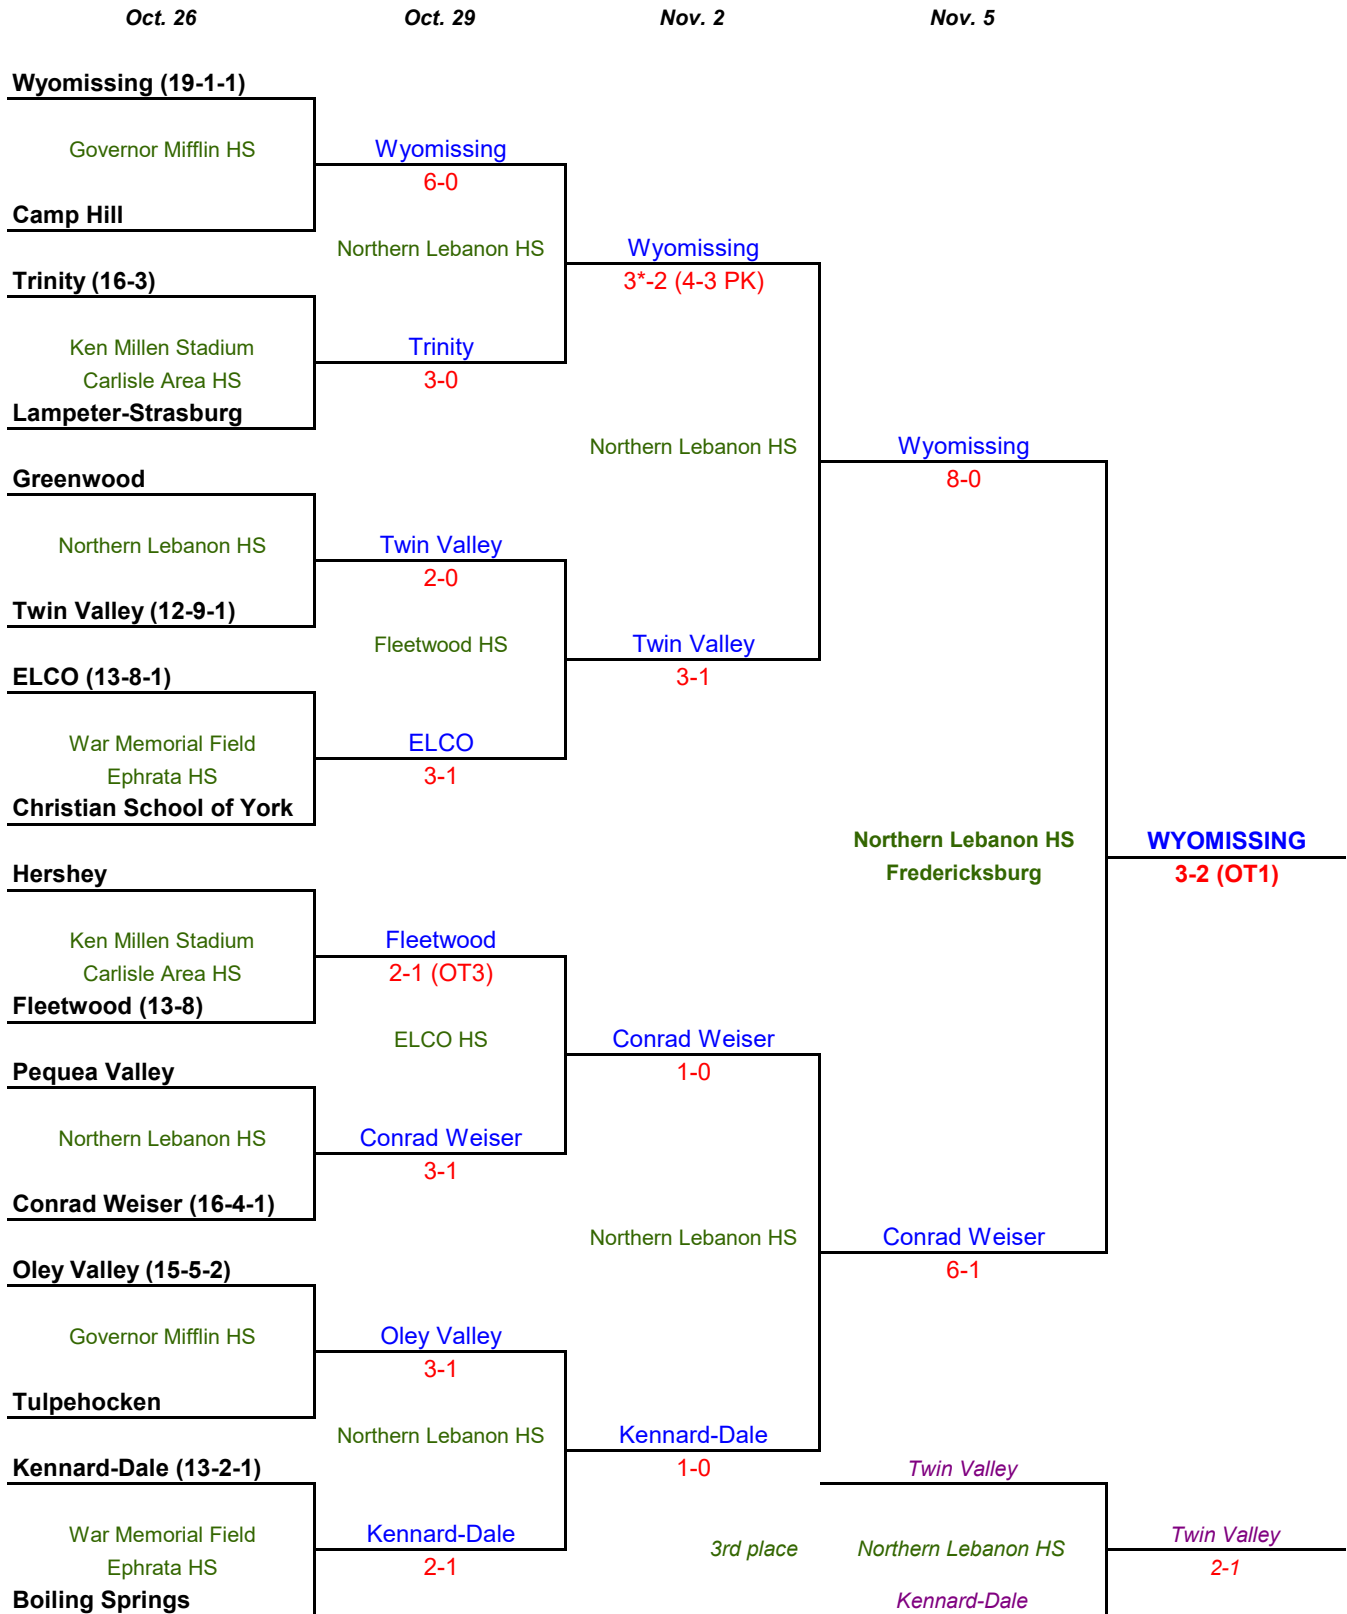 Oct. 26 Oct. 29 Nov. 2 Nov. 5
Wyomissing (19-1-1)
Governor Mifflin HS Wyomissing
6-0
Camp Hill
Northern Lebanon HS Wyomissing
Trinity (16-3) 3*-2 (4-3 PK)
Ken Millen Stadium Trinity
Carlisle Area HS 3-0
Lampeter-Strasburg
Northern Lebanon HS Wyomissing
Greenwood 8-0
Northern Lebanon HS Twin Valley
2-0
Twin Valley (12-9-1)
Fleetwood HS Twin Valley
ELCO (13-8-1) 3-1
War Memorial Field ELCO
Ephrata HS 3-1
Christian School of York
Northern Lebanon HS WYOMISSING
Hershey Fredericksburg 3-2 (OT1)
Ken Millen Stadium Fleetwood
Carlisle Area HS 2-1 (OT3)
Fleetwood (13-8)
ELCO HS Conrad Weiser
Pequea Valley 1-0
Northern Lebanon HS Conrad Weiser
3-1
Conrad Weiser (16-4-1)
Northern Lebanon HS Conrad Weiser
Oley Valley (15-5-2) 6-1
Governor Mifflin HS Oley Valley
3-1
Tulpehocken
Northern Lebanon HS Kennard-Dale
Kennard-Dale (13-2-1) 1-0 Twin Valley
War Memorial Field Kennard-Dale 3rd place Northern Lebanon HS Twin Valley
Ephrata HS 2-1 2-1
Boiling Springs Kennard-Dale